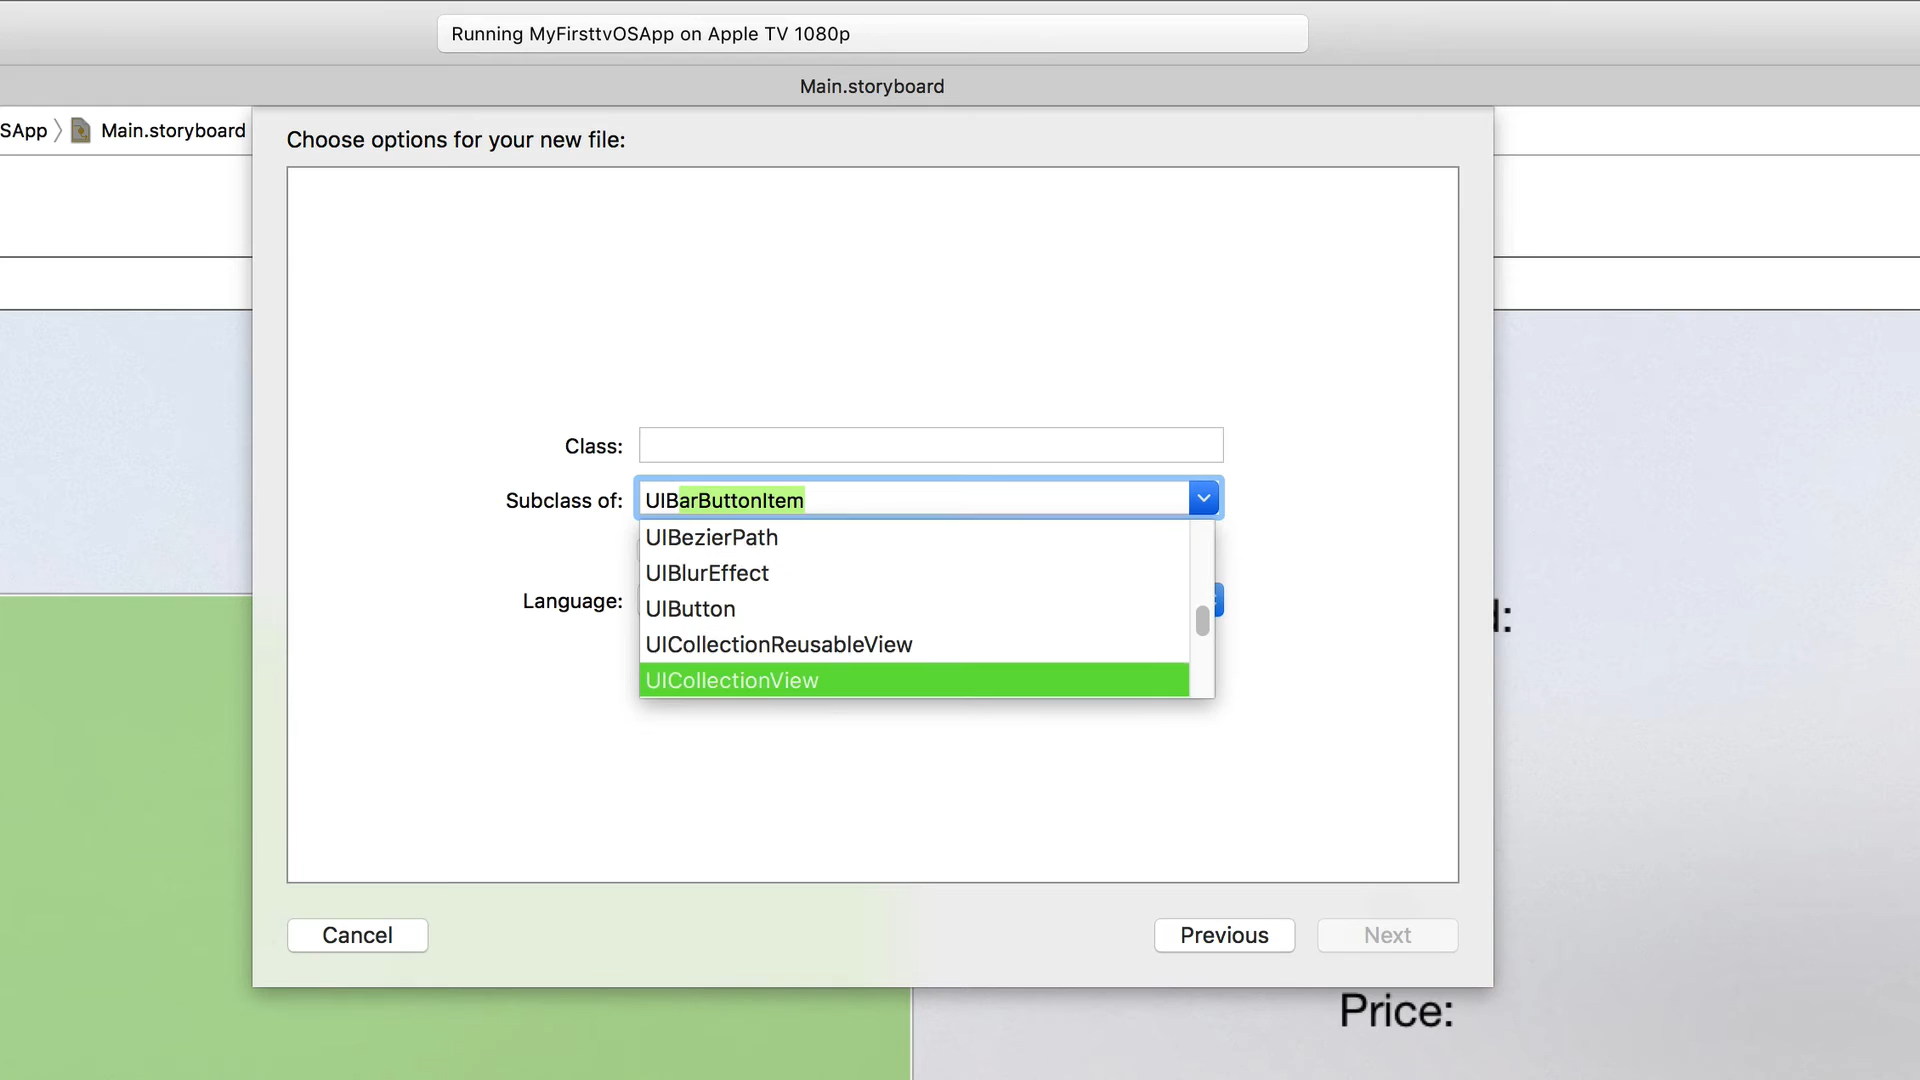 Running MyFirsttvOSApp on Apple TV 1080p
Main.storyboard
SApp 〉 Main.storyboard
Choose options for your new file:
Class:
Subclass of: UIBarButtonItem
UIBezierPath
UIBlurEffect
Language:
UIButton
UICollectionReusableView
UICollectionView
Cancel
Previous
Next
Price: